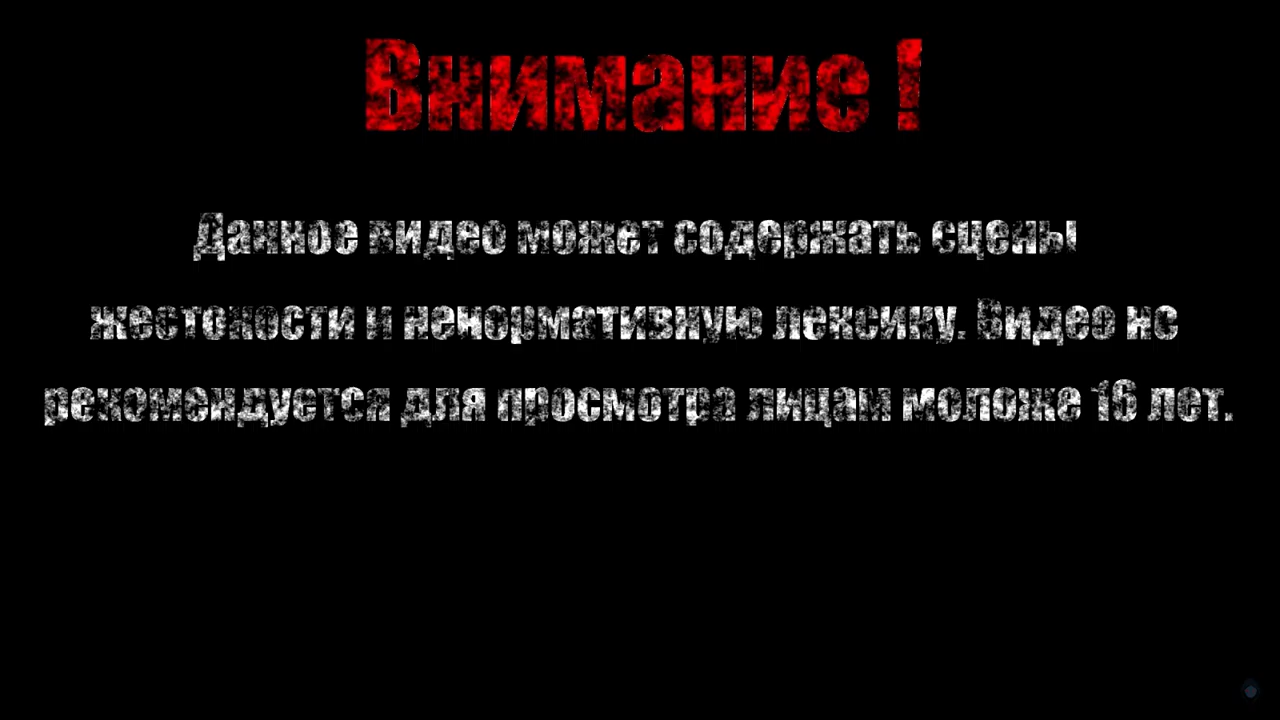 Внимание !
Данное видео может содержать сцены
жестокости и ненормативную лексику. Видео не
рекомендуется для просмотра лицам моложе 16 лет.